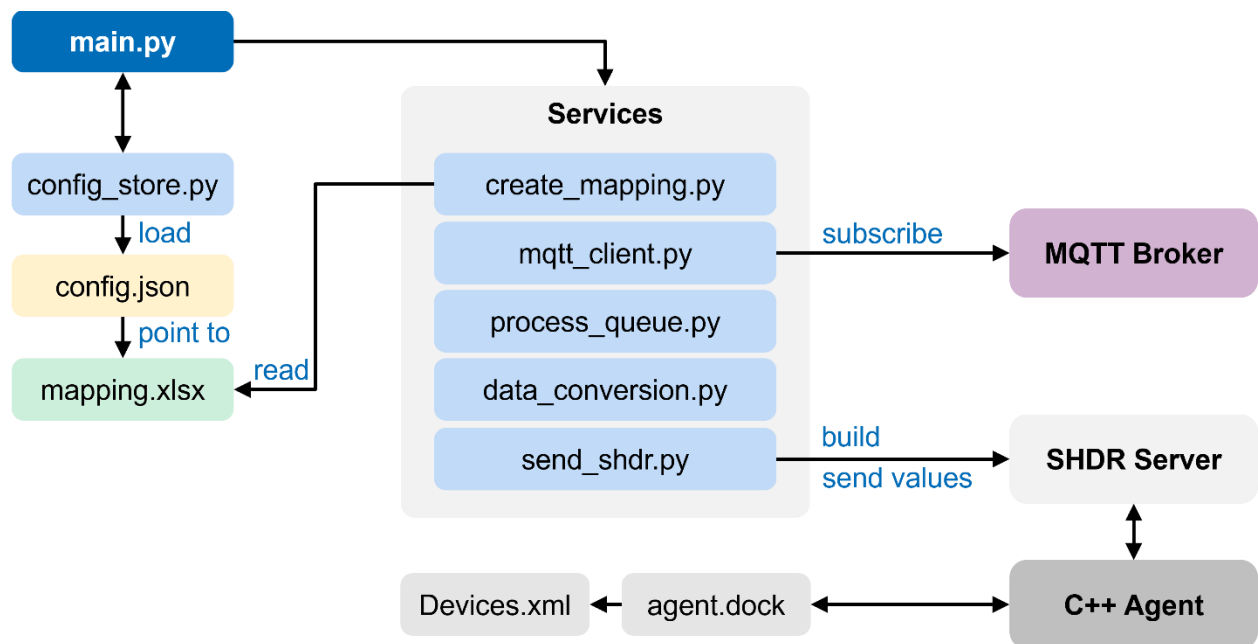 main.py
Services
config_store.py
create_mapping.py
load
mqtt_client.py
subscribe
MQTT Broker
config.json
process_queue.py
point to
read
mapping.xlsx
data_conversion.py
build
send_shdr.py
SHDR Server
send values
Devices.xml
agent.dock
C++ Agent